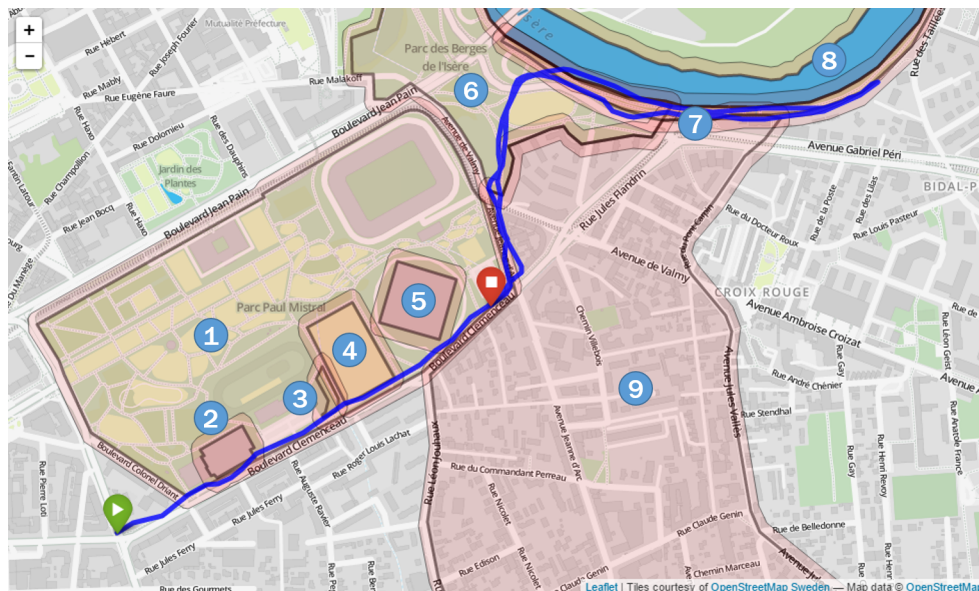 +
−
Mutualité Préfecture
Rue Hébert
Rue Joseph Fourier
Rue Mably
Rue Eugène Faure
Rue Malakoff
Rue Haxo
Rue Dolomieu
Rue des Dauphins
Boulevard Jean Pain
Parc des Berges
de l'Isère
Isère
6
8
7
Rue des Taillées
Avenue de Valmy
Avenue Gabriel Péri
Rue Champollion
Jardin des
Plantes
Rue Jean Bocq
Rue Haxo
Boulevard Jean Pain
Rue Jules Flandrin
Rue du Docteur Roux
Rue de la Poste
Rue des Lilas
Rue Louis Pasteur
BIDAL-P
Avenue de Valmy
CROIX ROUGE
Avenue Ambroise Croizat
Parc Paul Mistral
1
5
4
3
2
9
Boulevard Clemenceau
Chemin Villebois
Rue Gay
Rue Léon Geist
Rue de
Avenue A
Rue André Chénier
Rue Stendhal
Avenue Jules Vallès
Boulevard Clemenceau
Boulevard Colonel Driant
Rue Roger Louis Lachat
Rue Léon Jouhaux
Avenue Jeanne d'Arc
Rue du Commandant Perreau
Rue Gay
Rue Henri Revoy
Rue Pierre Loti
Rue Jules Ferry
Rue Auguste Ravier
Rue Nicolet
Rue Claude Genin
Rue de Belledonne
Rue Jules Ferry
Rue Edison
Rue Nicolet
Rue Chem Marceau
Rue des Gourmets
Claude Genin
Leaflet | Tiles courtesy of OpenStreetMap Sweden — Map data © OpenStreetMap